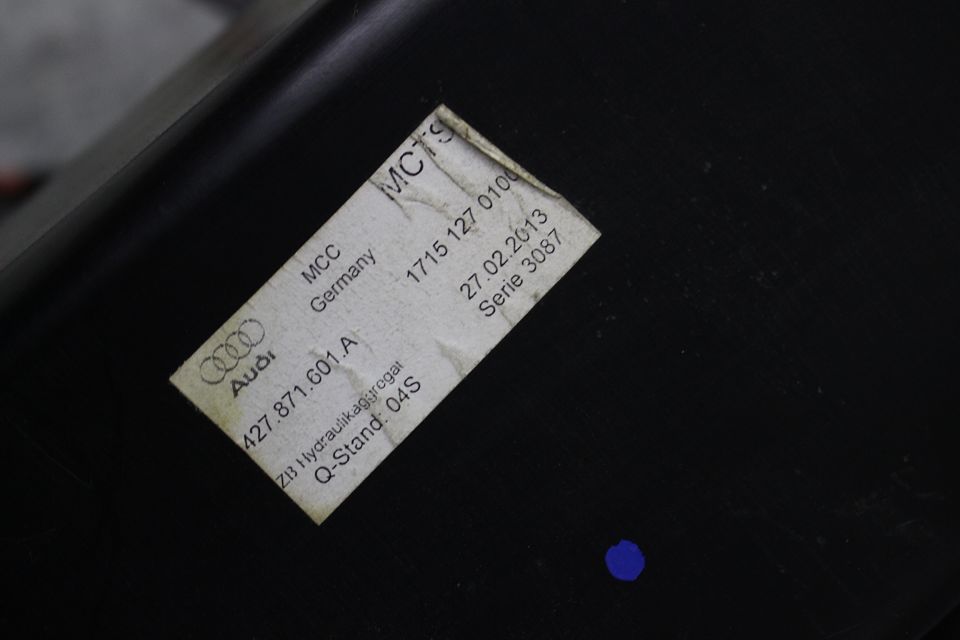 MCC
MCTS
Germany
Audi
1715 127 0100
427.871.601.A
27.02.2013
ZB Hydraulikaggregat
Serie 3087
Q-Stand: 04S